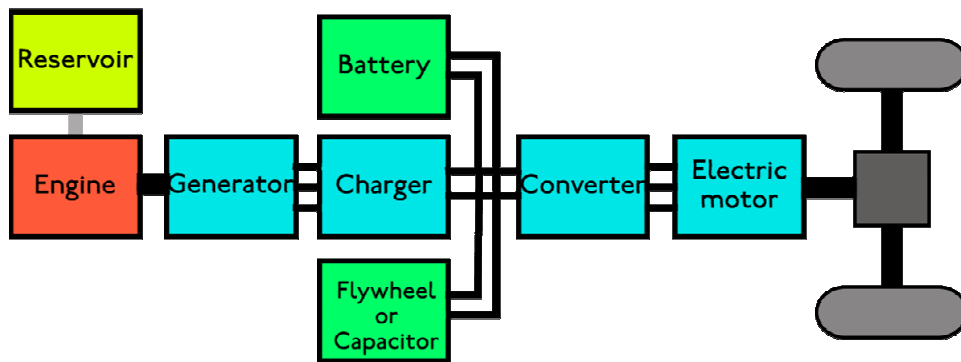 Reservoir
Battery
Engine
Generator
Charger
Converter
Electric
motor
Flywheel
or
Capacitor